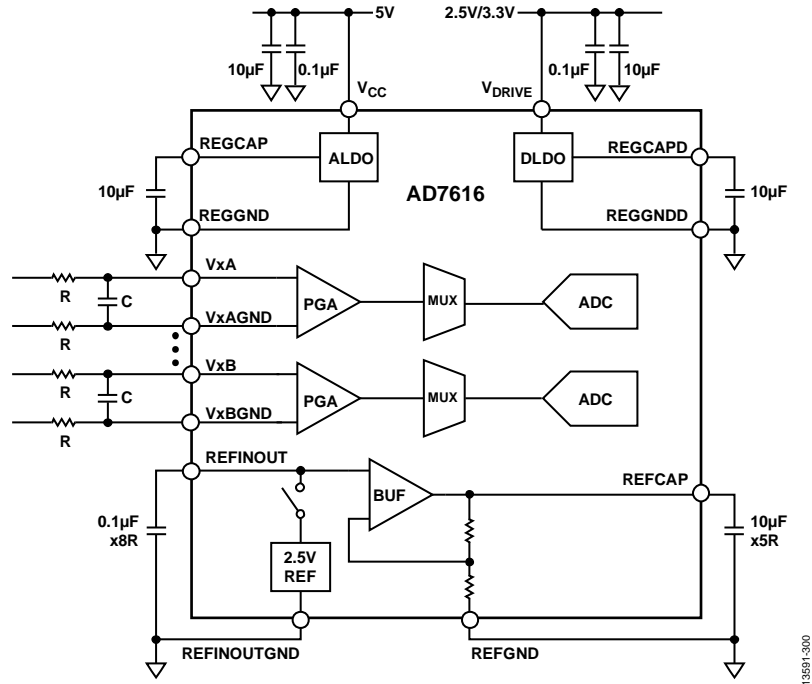 5V
2.5V/3.3V
10µF
0.1µF
0.1µF
10µF
VCC
VDRIVE
REGCAP
ALDO
DLDO
REGCAPD
10µF
AD7616
10µF
REGGND
REGGNDD
VxA
R
C
PGA
MUX
ADC
VxAGND
R
VxB
R
C
PGA
MUX
ADC
VxBGND
R
REFINOUT
REFCAP
BUF
0.1µF
x8R
10µF
x5R
2.5V
REF
REFINOUTGND
REFGND
13591-300